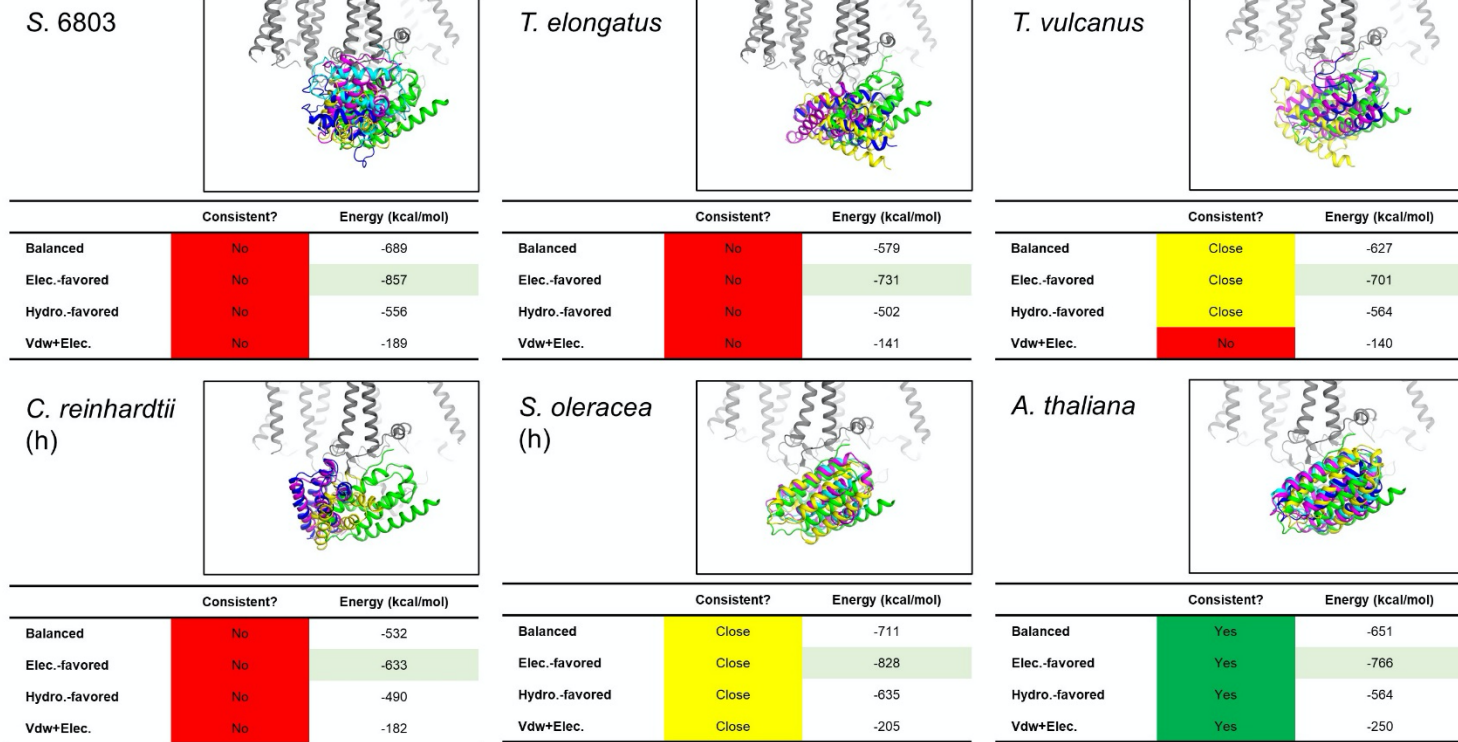 S. 6803
Consistent? Energy (kcal/mol)
Balanced No -689
Elec.-favored No -857
Hydro.-favored No -556
Vdw+Elec. No -189
T. elongatus
Consistent? Energy (kcal/mol)
Balanced No -579
Elec.-favored No -731
Hydro.-favored No -502
Vdw+Elec. No -141
T. vulcanus
Consistent? Energy (kcal/mol)
Balanced Close -627
Elec.-favored Close -701
Hydro.-favored Close -564
Vdw+Elec. No -140
C. reinhardtii
(h)
Consistent? Energy (kcal/mol)
Balanced No -532
Elec.-favored No -633
Hydro.-favored No -490
Vdw+Elec. No -182
S. oleracea
(h)
Consistent? Energy (kcal/mol)
Balanced Close -711
Elec.-favored Close -828
Hydro.-favored Close -635
Vdw+Elec. Close -205
A. thaliana
Consistent? Energy (kcal/mol)
Balanced Yes -651
Elec.-favored Yes -766
Hydro.-favored Yes -564
Vdw+Elec. Yes -250